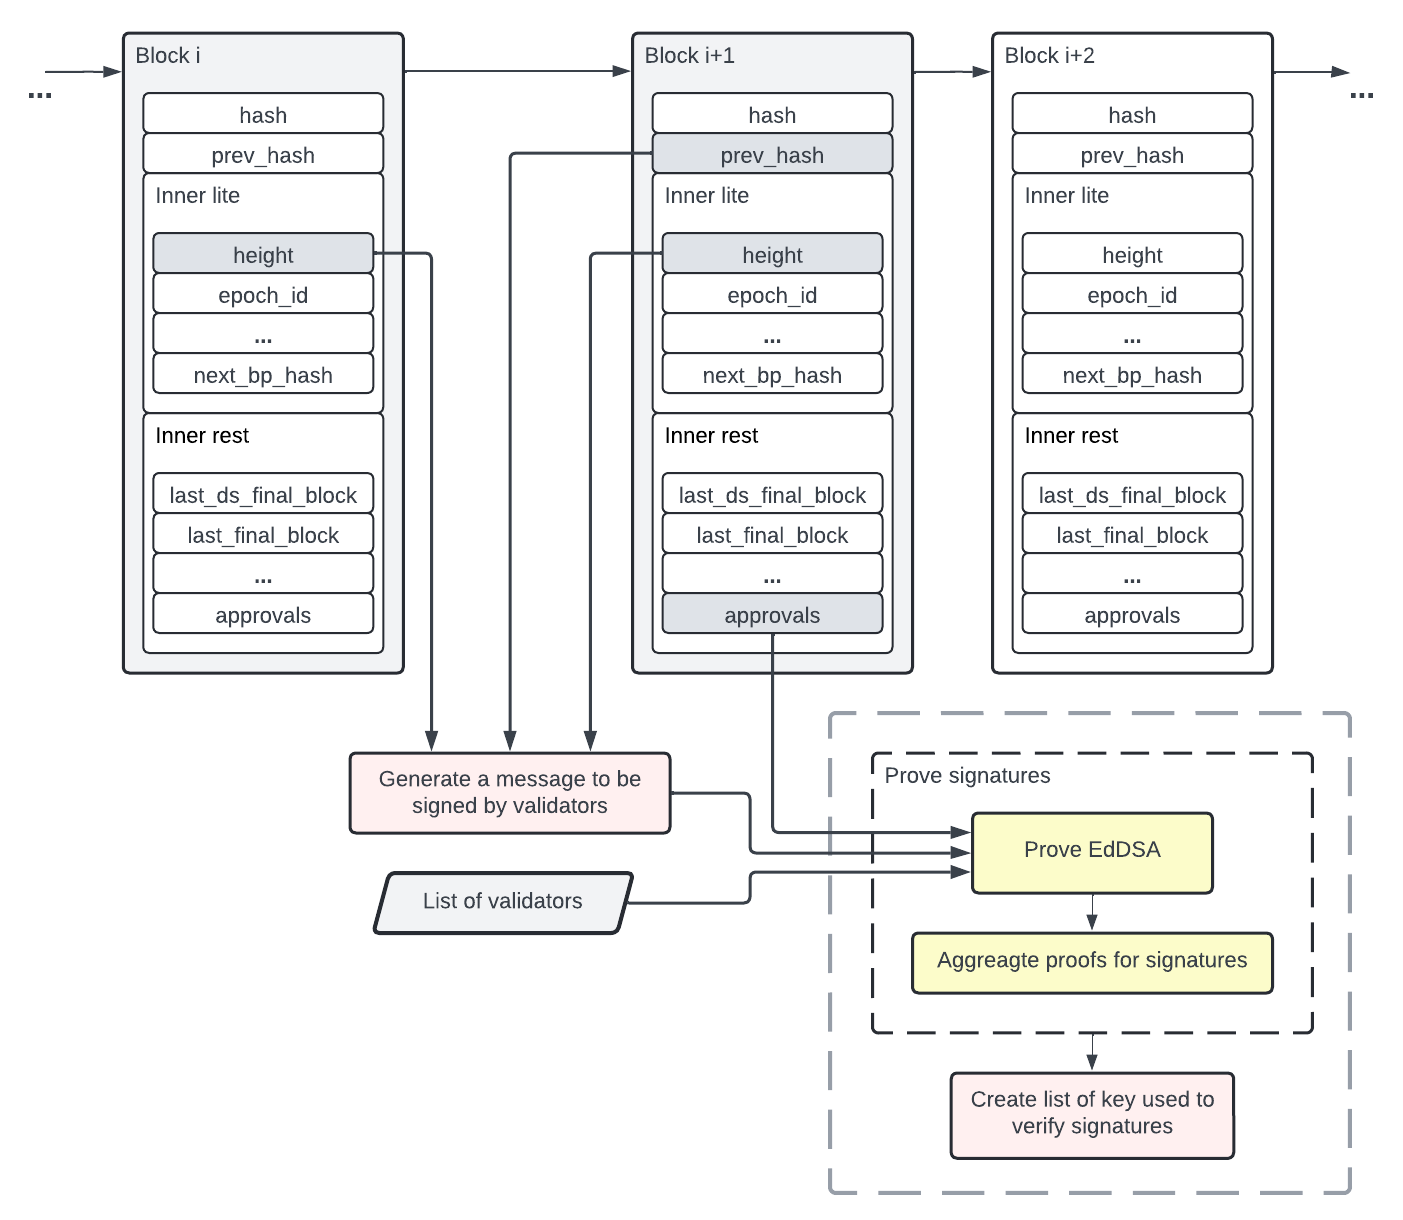 ...
Block i
hash
prev_hash
Inner lite
height
epoch_id
...
next_bp_hash
Inner rest
last_ds_final_block
last_final_block
...
approvals
Block i+1
hash
prev_hash
Inner lite
height
epoch_id
...
next_bp_hash
Inner rest
last_ds_final_block
last_final_block
...
approvals
Block i+2
hash
prev_hash
Inner lite
height
epoch_id
...
next_bp_hash
Inner rest
last_ds_final_block
last_final_block
...
approvals
...
Generate a message to be
signed by validators
List of validators
Prove signatures
Prove EdDSA
Aggreagte proofs for signatures
Create list of key used to
verify signatures